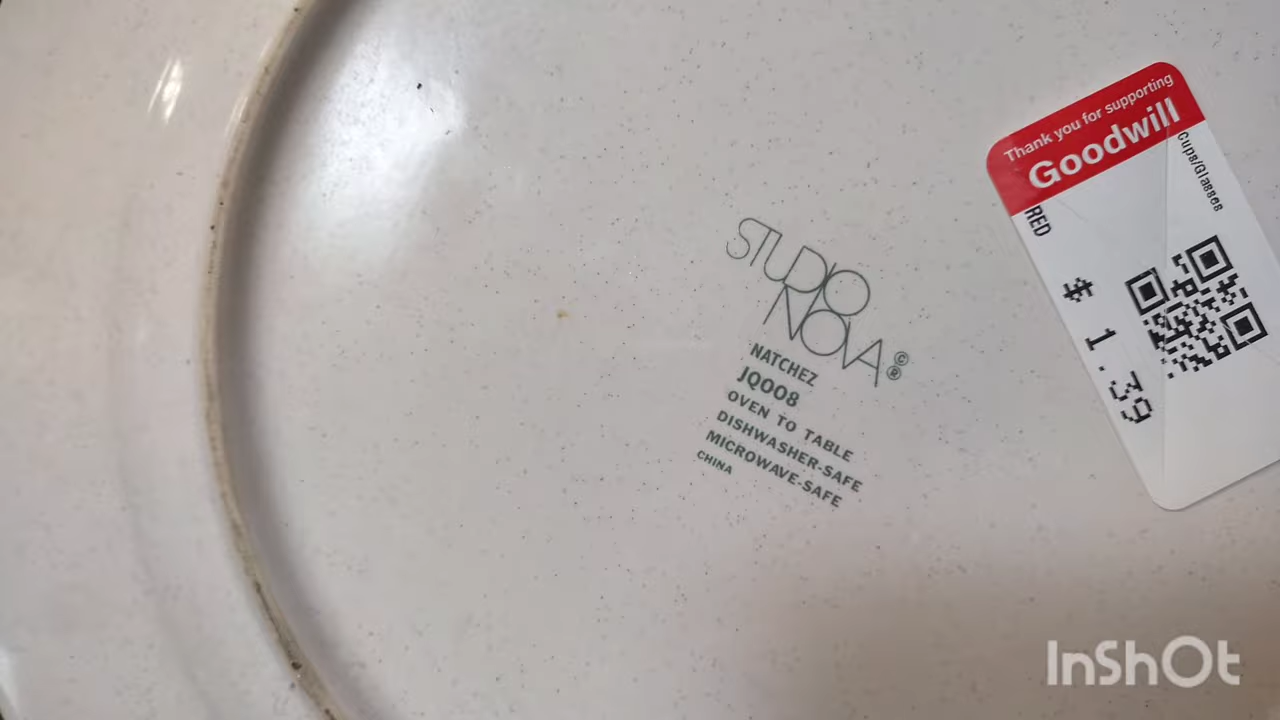 STUDIO
NOVA ©®
NATCHEZ
JQ008
OVEN TO TABLE
DISHWASHER-SAFE
MICROWAVE-SAFE
CHINA
Thank you for supporting
Goodwill
Cups/Glasses
RED
$ 1.39
InShOt